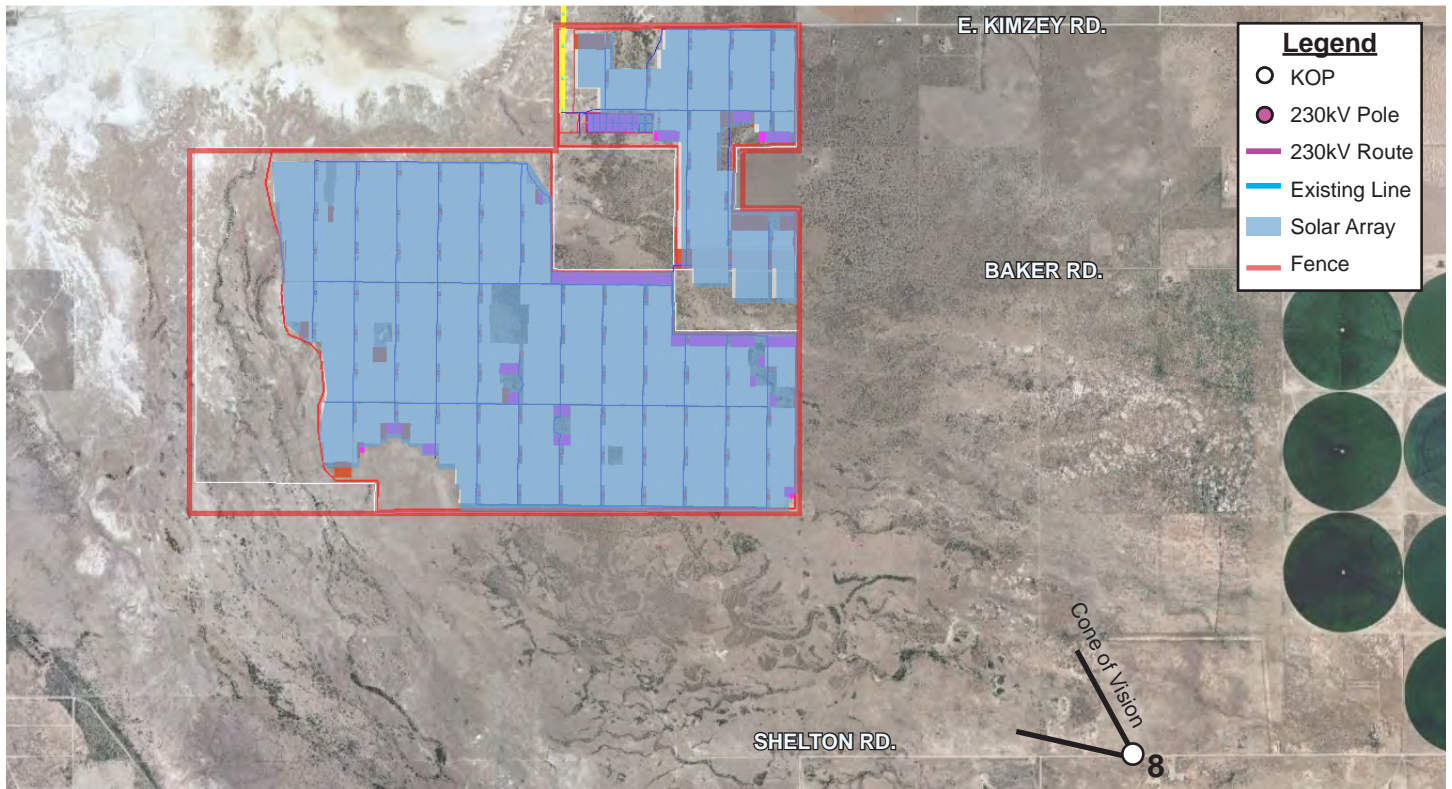 E. KIMZEY RD.
Legend
KOP
230kV Pole
230kV Route
Existing Line
Solar Array
Fence
BAKER RD.
Cone of Vision
SHELTON RD.
8